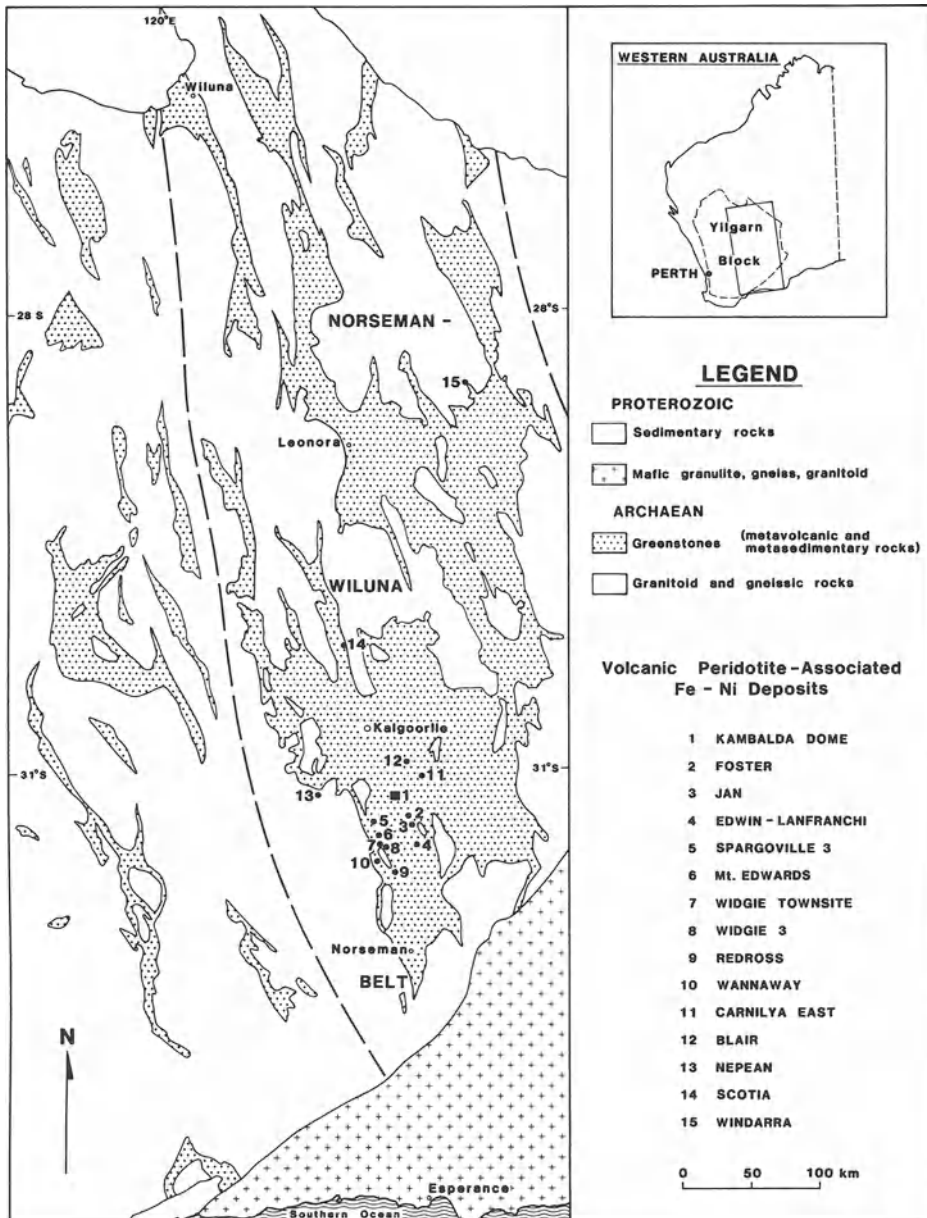 120°E
Wiluna
28 S
28°S
NORSEMAN -
15
Leonora
WILUNA
14
Kalgoorlie
12
11
31°S
31°S
13
1
2
5
3
6
7
8
4
10
9
Norseman
BELT
N
Esperance
Southern Ocean
WESTERN AUSTRALIA
Yilgarn
Block
PERTH
LEGEND
PROTEROZOIC
Sedimentary rocks
Mafic granulite, gneiss, granitoid
ARCHAEAN
Greenstones (metavolcanic and
metasedimentary rocks)
Granitoid and gneissic rocks
Volcanic Peridotite-Associated
Fe - Ni Deposits
1 KAMBALDA DOME
2 FOSTER
3 JAN
4 EDWIN-LANFRANCHI
5 SPARGOVILLE 3
6 Mt. EDWARDS
7 WIDGIE TOWNSITE
8 WIDGIE 3
9 REDROSS
10 WANNAWAY
11 CARNILYA EAST
12 BLAIR
13 NEPEAN
14 SCOTIA
15 WINDARRA
0 50 100 km